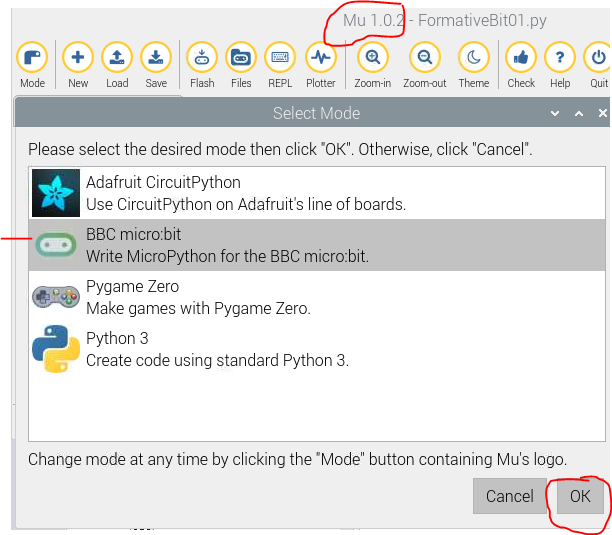 Mu 1.0.2 - FormativeBit01.py
Mode New Load Save Flash Files REPL Plotter Zoom-in Zoom-out Theme Check Help Quit
Select Mode
Please select the desired mode then click "OK". Otherwise, click "Cancel".
Adafruit CircuitPython
Use CircuitPython on Adafruit's line of boards.
BBC micro:bit
Write MicroPython for the BBC micro:bit.
Pygame Zero
Make games with Pygame Zero.
Python 3
Create code using standard Python 3.
Change mode at any time by clicking the "Mode" button containing Mu's logo.
Cancel OK